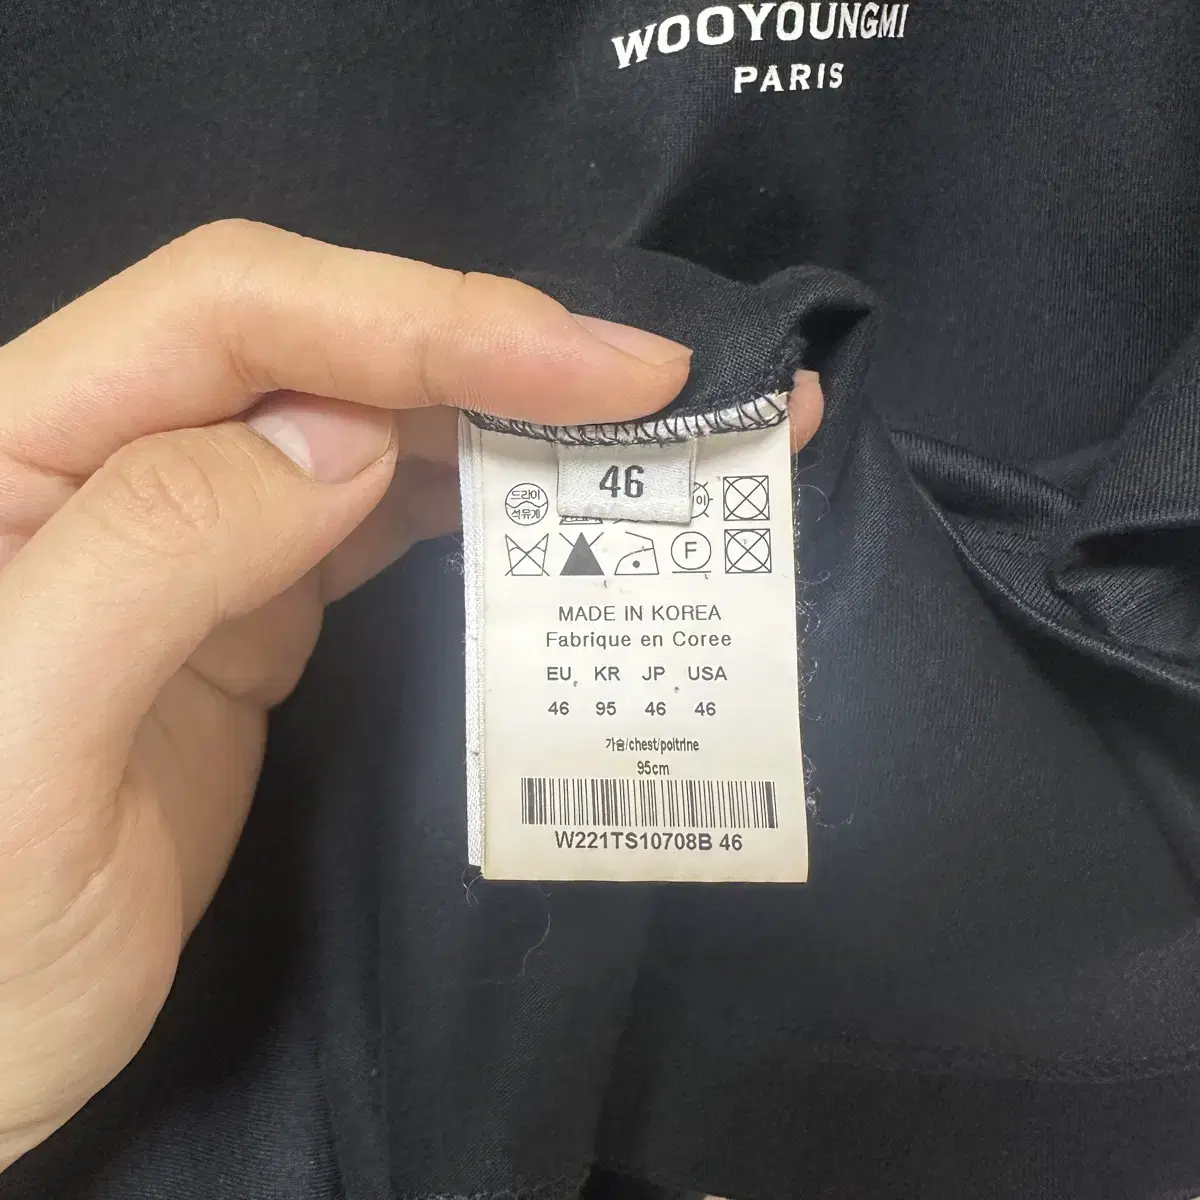 WOOYOUNGMI
PARIS
46
드라이
석유계
F
MADE IN KOREA
Fabrique en Coree
EU KR JP USA
46 95 46 46
가슴/chest/poitrine
95cm
W221TS10708B 46